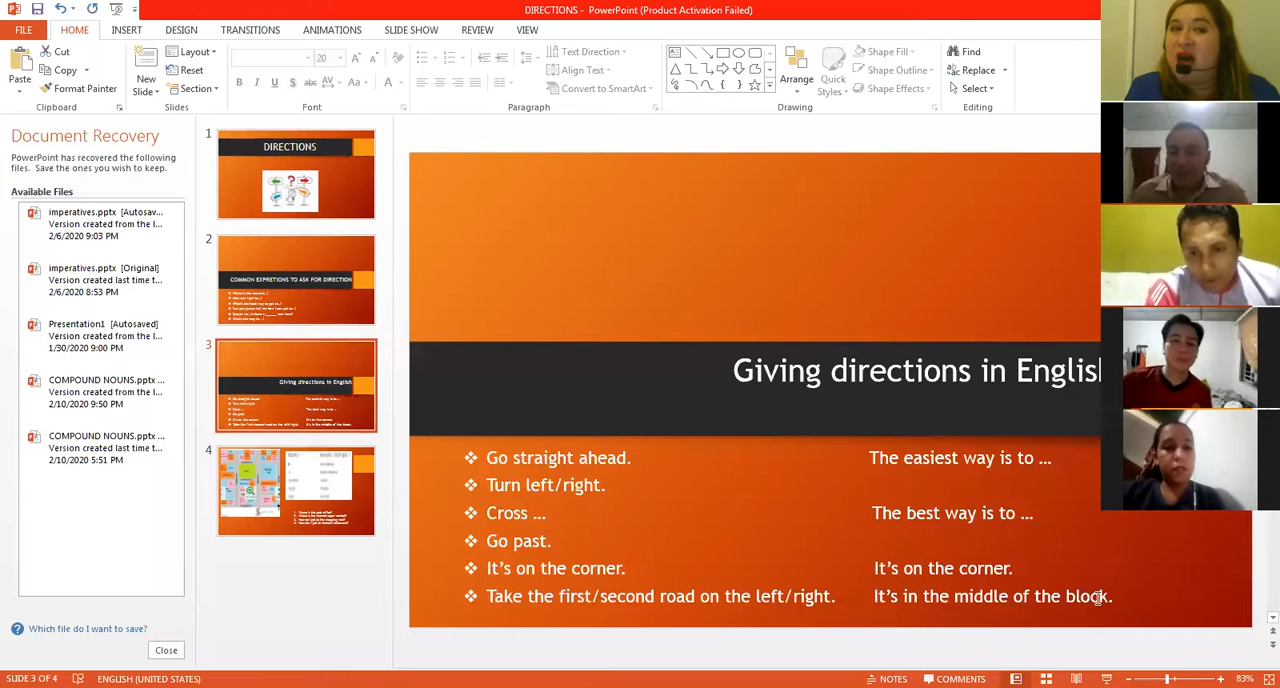 DIRECTIONS - PowerPoint (Product Activation Failed)
FILE HOME INSERT DESIGN TRANSITIONS ANIMATIONS SLIDE SHOW REVIEW VIEW
Paste
Cut
Copy
Format Painter
Clipboard
New
Slide
Layout
Reset
Section
Slides
20
B I U S abc AV Aa A
Font
Text Direction
Align Text
Convert to SmartArt
Paragraph
Arrange
Quick
Styles
Shape Fill
Shape Outline
Shape Effects
Drawing
Find
Replace
Select
Editing
Document Recovery
PowerPoint has recovered the following
files. Save the ones you wish to keep.
Available Files
imperatives.pptx [Autosav...
Version created from the l...
2/6/2020 9:03 PM
imperatives.pptx [Original]
Version created last time t...
2/6/2020 8:53 PM
Presentation1 [Autosaved]
Version created from the l...
1/30/2020 9:00 PM
COMPOUND NOUNS.pptx ...
Version created last time t...
2/10/2020 9:50 PM
COMPOUND NOUNS.pptx ...
Version created last time t...
2/10/2020 5:51 PM
Which file do I want to save?
Close
1
DIRECTIONS
2
COMMON EXPRETIONS TO ASK FOR DIRECTION
3
Giving directions in English
4
Giving directions in English
Go straight ahead. The easiest way is to ...
Turn left/right.
Cross ... The best way is to ...
Go past.
It's on the corner. It's on the corner.
Take the first/second road on the left/right. It's in the middle of the block.
SLIDE 3 OF 4 ENGLISH (UNITED STATES) NOTES COMMENTS 83%